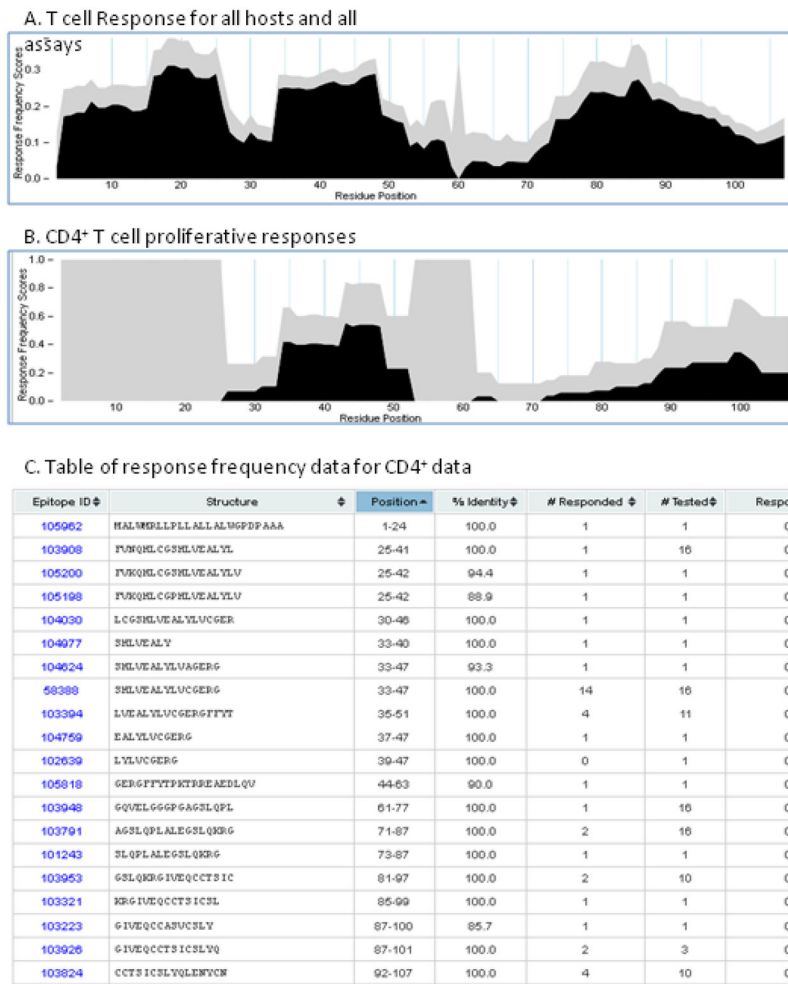 A. T cell Response for all hosts and all
assays
Response Frequency Scores
0.3
0.2
0.1
0.0
10 20 30 40 50 60 70 80 90 100
Residue Position
B. CD4+ T cell proliferative responses
Response Frequency Scores
1.0
0.8
0.6
0.4
0.2
0.0
10 20 30 40 50 60 70 80 90 100
Residue Position
C. Table of response frequency data for CD4+ data
Epitope ID Structure Position % Identity # Responded # Tested Respo
105962 MALWMRLLPLLALLALWGPDPAAA 1-24 100.0 1 1
103908 FVNQHLCGSHLVEALYL 25-41 100.0 1 16
105200 FVKQHLCGSHLVEALYLV 25-42 94.4 1 1
105198 FVKQHLCGPHLVEALYLV 25-42 88.9 1 1
104030 LCGSHLVEALYLVCGER 30-46 100.0 1 1
104977 SHLVEALY 33-40 100.0 1 1
104624 SHLVEALYLVAGERG 33-47 93.3 1 1
58388 SHLVEALYLVCGERG 33-47 100.0 14 16
103394 LVEALYLVCGERGFFYT 35-51 100.0 4 11
104759 EALYLVCGERG 37-47 100.0 1 1
102639 LYLVCGERG 39-47 100.0 0 1
105818 GERGFFYTPKTRREAEDLQV 44-63 90.0 1 1
103948 GQVELGGGPGAGSLQPL 61-77 100.0 1 16
103791 AGSLQPLALEGSLQKRG 71-87 100.0 2 16
101243 SLQPLALEGSLQKRG 73-87 100.0 1 1
103953 GSLQKRGIVEQCCTSIC 81-97 100.0 2 10
103321 KRGIVEQCCTSICSL 85-99 100.0 1 1
103223 GIVEQCCASVCSLY 87-100 85.7 1 1
103926 GIVEQCCTSICSLYQ 87-101 100.0 2 3
103824 CCTSICSLYQLENYCN 92-107 100.0 4 10